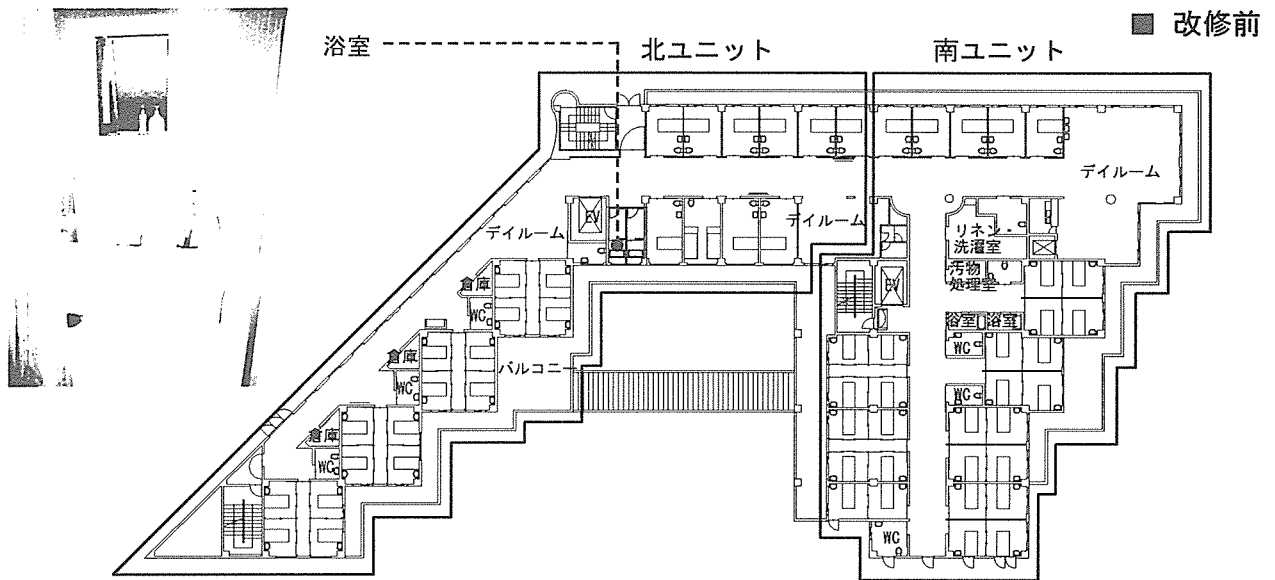 ■ 改修前
浴室
北ユニット
南ユニット
デイルーム
EV
デイルーム
デイルーム
リネン・
洗濯室
汚物
処理室
EV
浴室
浴室
WC
WC
WC
倉庫
WC
倉庫
WC
バルコニー
倉庫
WC